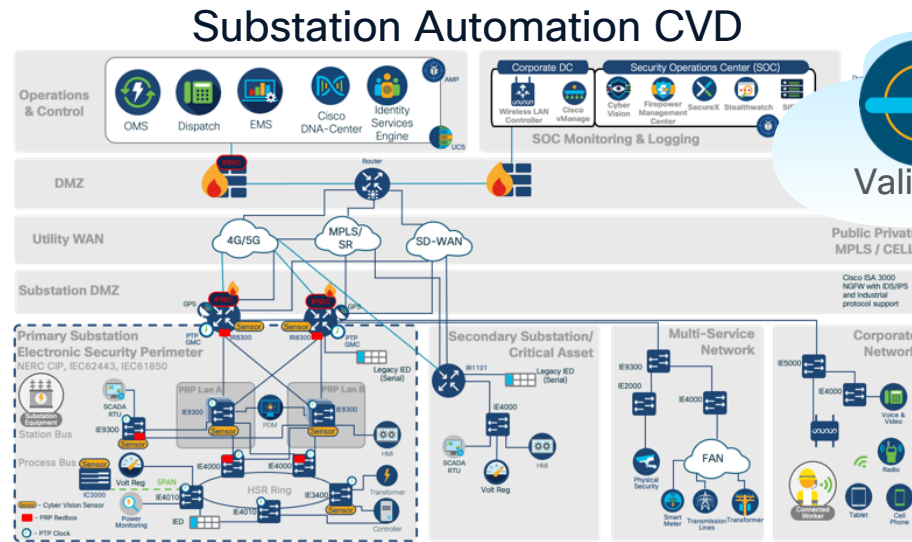 Substation Automation CVD
Operations
& Control
OMS
Dispatch
EMS
Cisco
DNA-Center
Identity
Services
Engine
AMP
UCS
Corporate DC
Security Operations Center (SOC)
Wireless LAN
Controller
Cisco
vManage
Cyber
Vision
Firepower
Management
Center
SecureX
Stealthwatch
SOC Monitoring & Logging
DMZ
IPSEC
Router
Vali
Utility WAN
4G/5G
MPLS/
SR
SD-WAN
Public Private
MPLS / CELL
Substation DMZ
Cisco ISA 3000
NGFW with IDS/IPS
and industrial
protocol support
GPS
IPSEC
IPSEC
GPS
PTP
GMC
Sensor
IR8300
Sensor
IR8300
PTP
GMC
Primary Substation
Electronic Security Perimeter
NERC CIP, IEC62443, IEC61850
Legacy IED
(Serial)
Substation
Equipment
SCADA
RTU
Station Bus
IE9300
Sensor
PRP Lan A
IE9300
Sensor
PDM
PRP Lan B
IE9300
Sensor
HMI
Process Bus
Sensor
IC3000
Volt Reg
SPAN
Power
Monitoring
IE4000
IE4000
IE4010
HSR Ring
IE4010
IE3400
Sensor
IED
Transformer
Controller
Sensor - Cyber Vision Sensor
- PRP Redbox
- PTP Clock
Secondary Substation/
Critical Asset
IR1101
Legacy IED
(Serial)
IE4000
SCADA
RTU
Volt Reg
HMI
Multi-Service
Network
IE9300
IE2000
IE4000
FAN
Physical
Security
Smart
Meter
Transmission
Lines
Transformer
Corporate
Network
IE5000
IE4000
Voice &
Video
Radio
Connected
Worker
Tablet
Cell
Phone